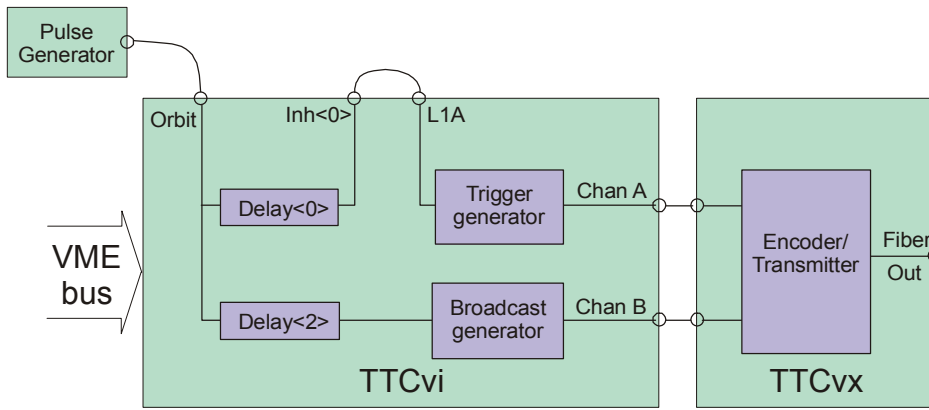 Pulse
Generator
Orbit
Inh<0>
L1A
Delay<0>
Trigger
generator
Chan A
VME
bus
Encoder/
Transmitter
Fiber
Out
Delay<2>
Broadcast
generator
Chan B
TTCvi
TTCvx